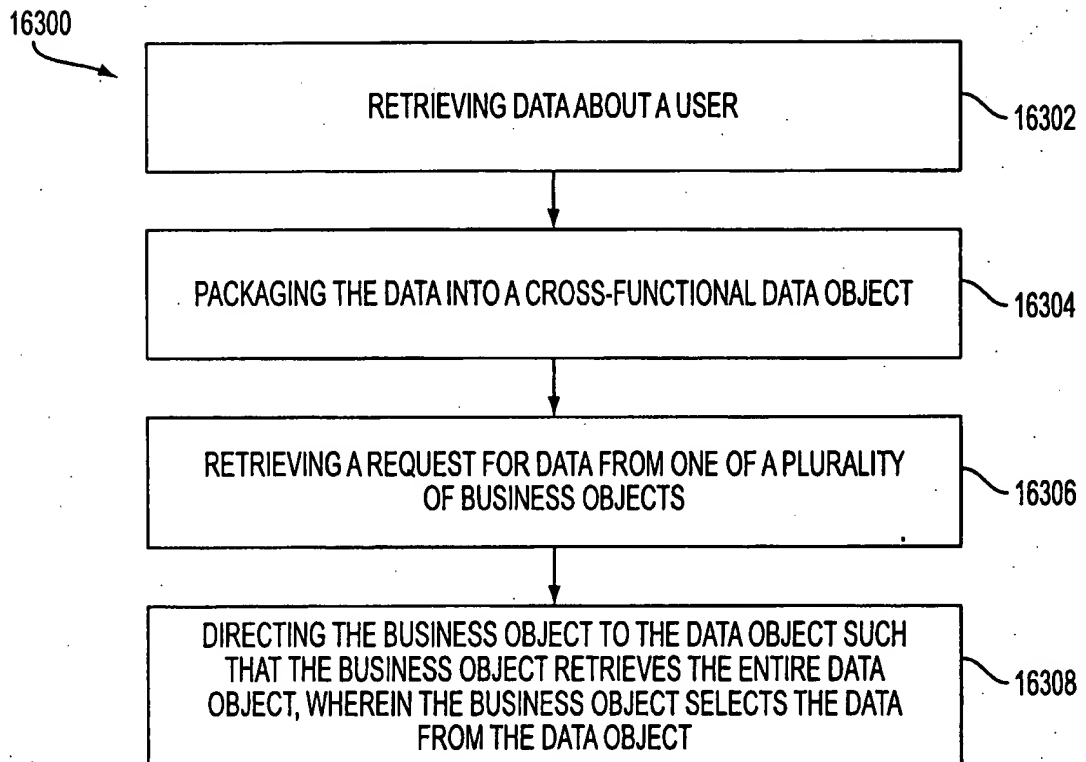 16300
RETRIEVING DATA ABOUT A USER
16302
PACKAGING THE DATA INTO A CROSS-FUNCTIONAL DATA OBJECT
16304
RETRIEVING A REQUEST FOR DATA FROM ONE OF A PLURALITY
OF BUSINESS OBJECTS
16306
DIRECTING THE BUSINESS OBJECT TO THE DATA OBJECT SUCH
THAT THE BUSINESS OBJECT RETRIEVES THE ENTIRE DATA
OBJECT, WHEREIN THE BUSINESS OBJECT SELECTS THE DATA
FROM THE DATA OBJECT
16308